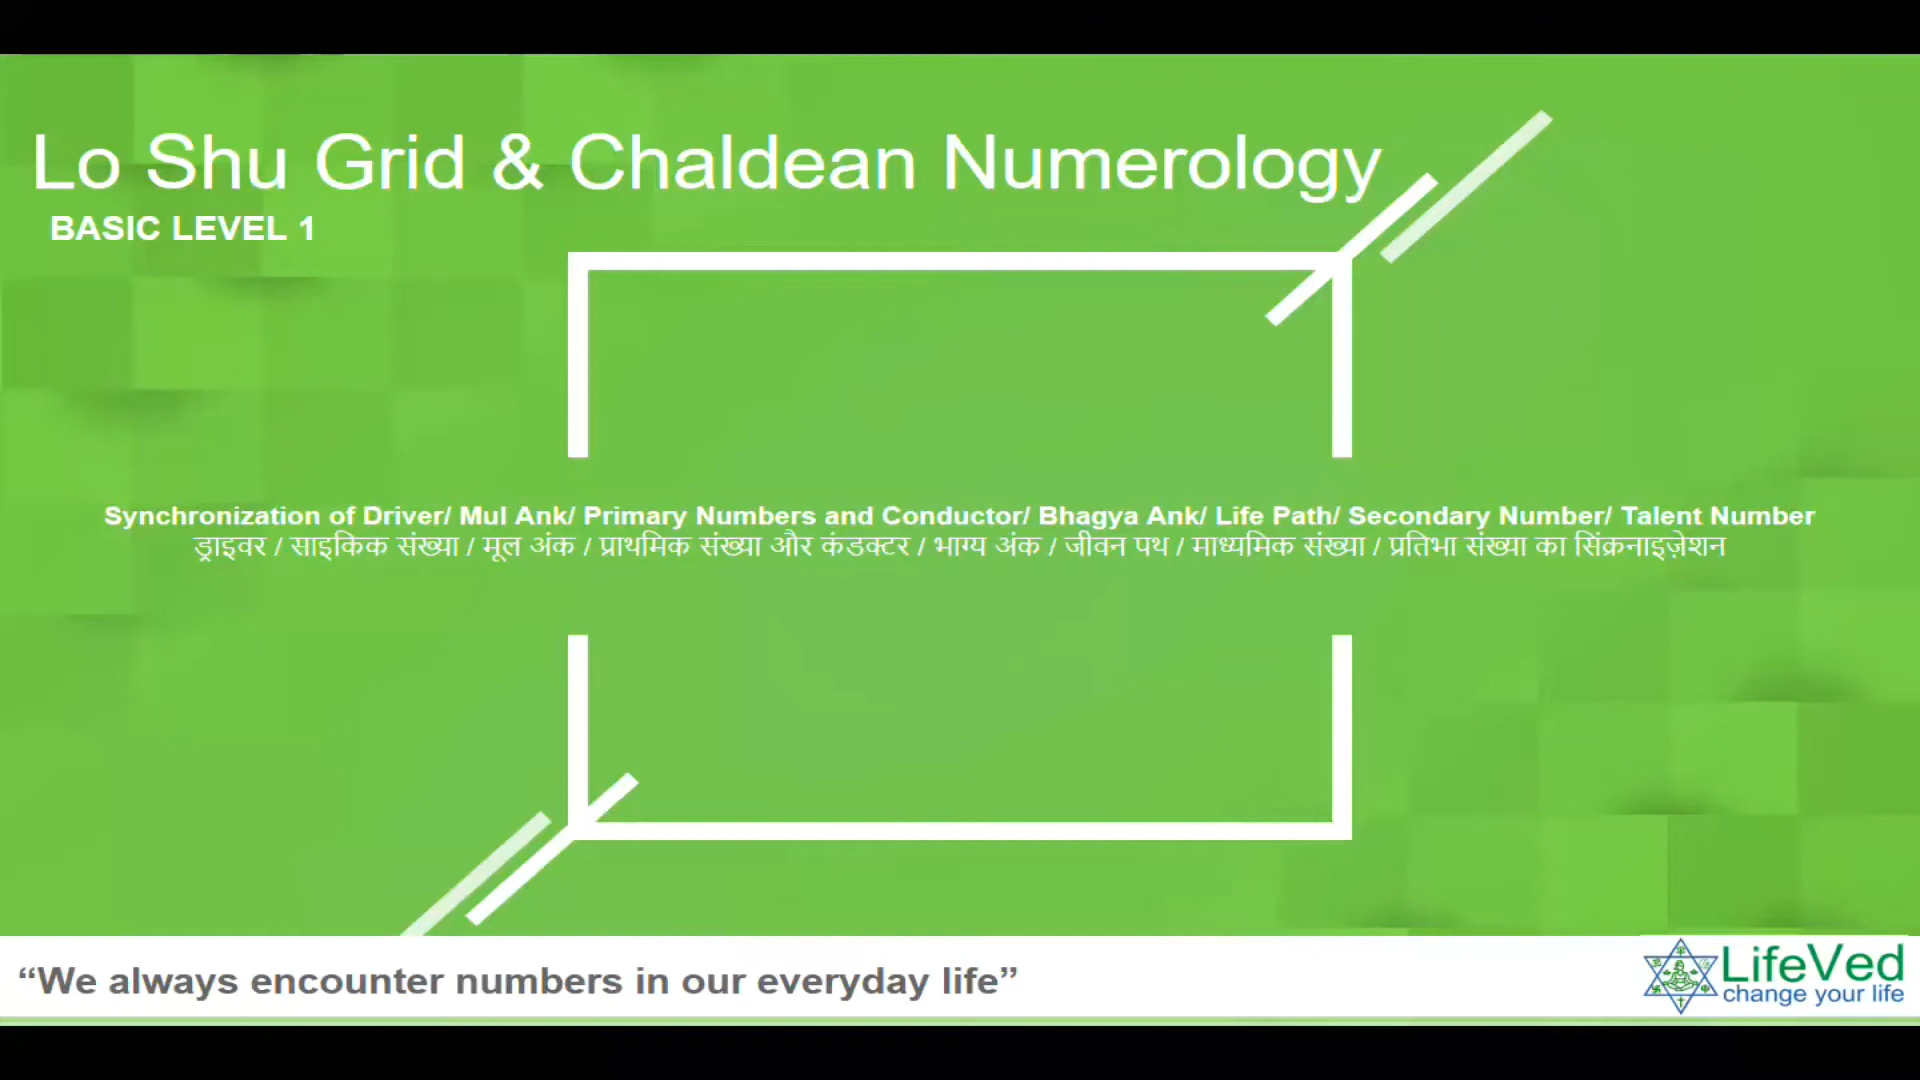 Lo Shu Grid & Chaldean Numerology
BASIC LEVEL 1
Synchronization of Driver/ Mul Ank/ Primary Numbers and Conductor/ Bhagya Ank/ Life Path/ Secondary Number/ Talent Number
ड्राइवर / साइकिक संख्या / मूल अंक / प्राथमिक संख्या और कंडक्टर / भाग्य अंक / जीवन पथ / माध्यमिक संख्या / प्रतिभा संख्या का सिंक्रनाइज़ेशन
“We always encounter numbers in our everyday life”
LifeVed
change your life